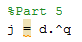 %Part 5
j = d.^q